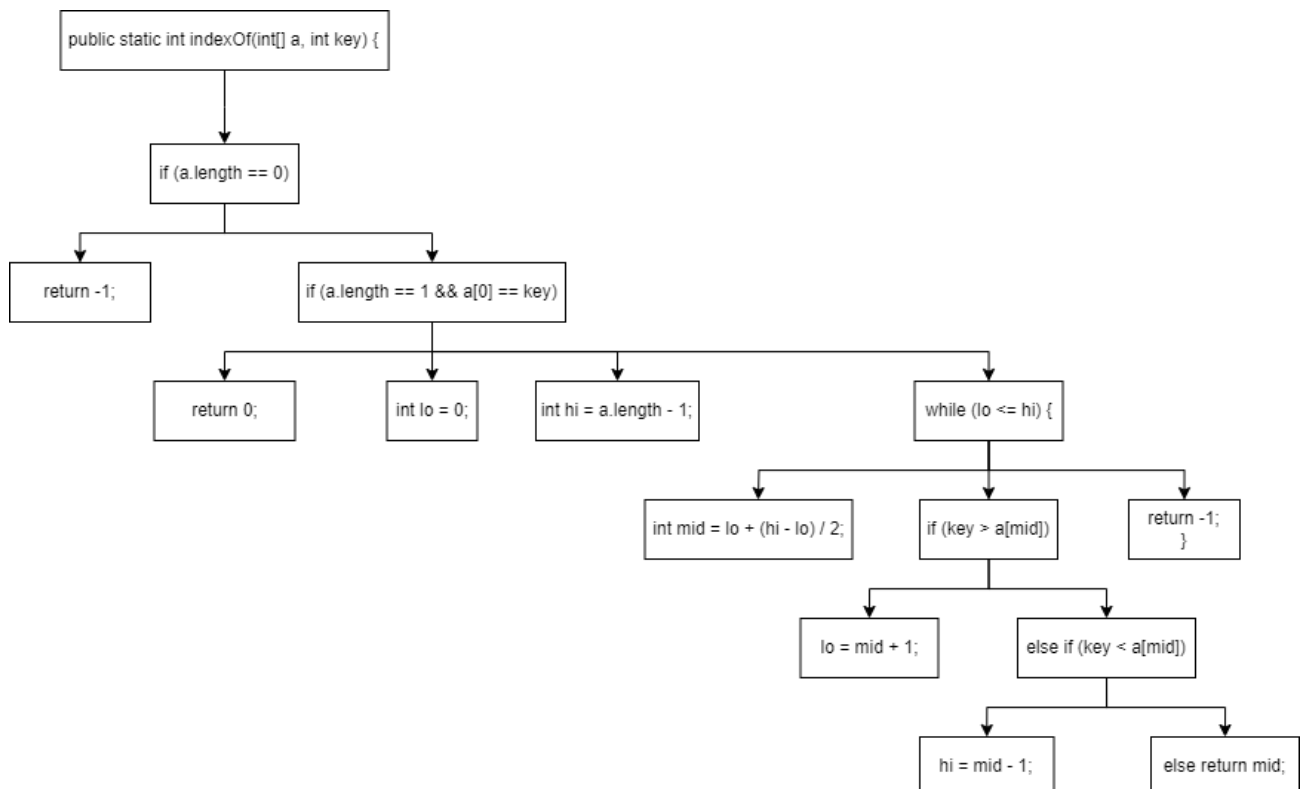 public static int indexOf(int[] a, int key) {
if (a.length == 0)
return -1;
if (a.length == 1 && a[0] == key)
return 0;
int lo = 0;
int hi = a.length - 1;
while (lo <= hi) {
int mid = lo + (hi - lo) / 2;
if (key > a[mid])
return -1;
}
lo = mid + 1;
else if (key < a[mid])
hi = mid - 1;
else return mid;